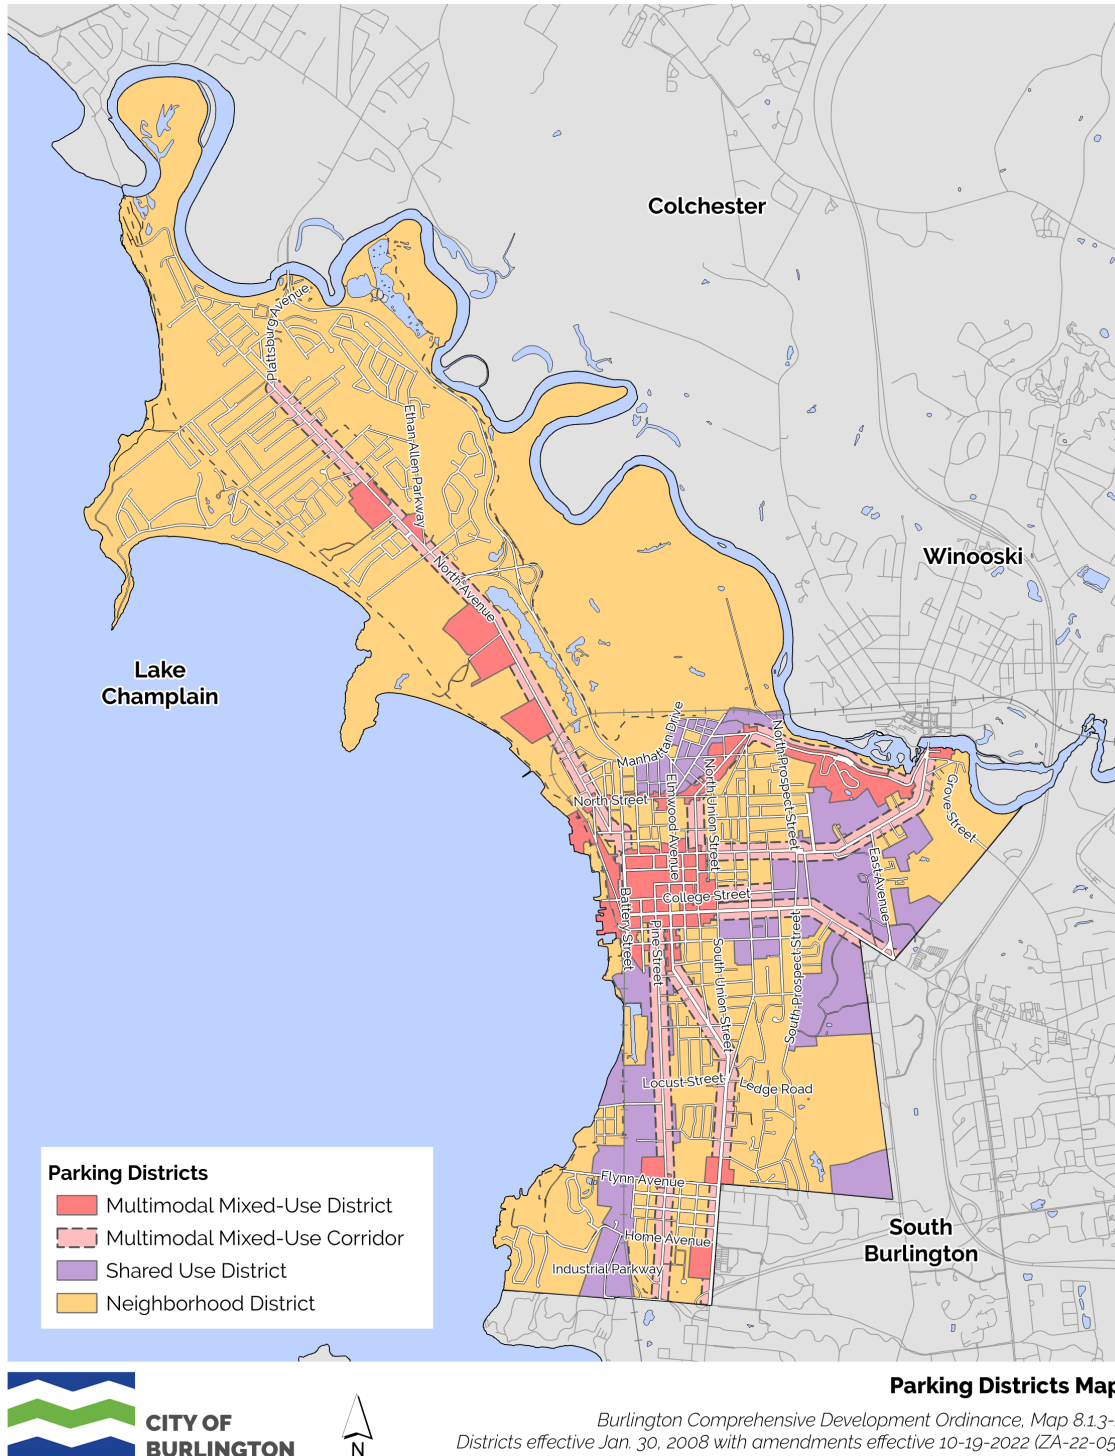 Colchester
Plattsburg Avenue
Ethan Allen Parkway
Winooski
North Avenue
Lake
Champlain
Manhattan Drive
North Prospect Street
North Union Street
Elmwood Avenue
North Street
Grove Street
East Avenue
College Street
Battery Street
Pine Street
South Union Street
South Prospect Street
Locust Street
Ledge Road
Flynn Avenue
Home Avenue
Industrial Parkway
South
Burlington
Parking Districts
Multimodal Mixed-Use District
Multimodal Mixed-Use Corridor
Shared Use District
Neighborhood District
Parking Districts Map
CITY OF
BURLINGTON
N
Burlington Comprehensive Development Ordinance, Map 8.1.3-
Districts effective Jan. 30, 2008 with amendments effective 10-19-2022 (ZA-22-05